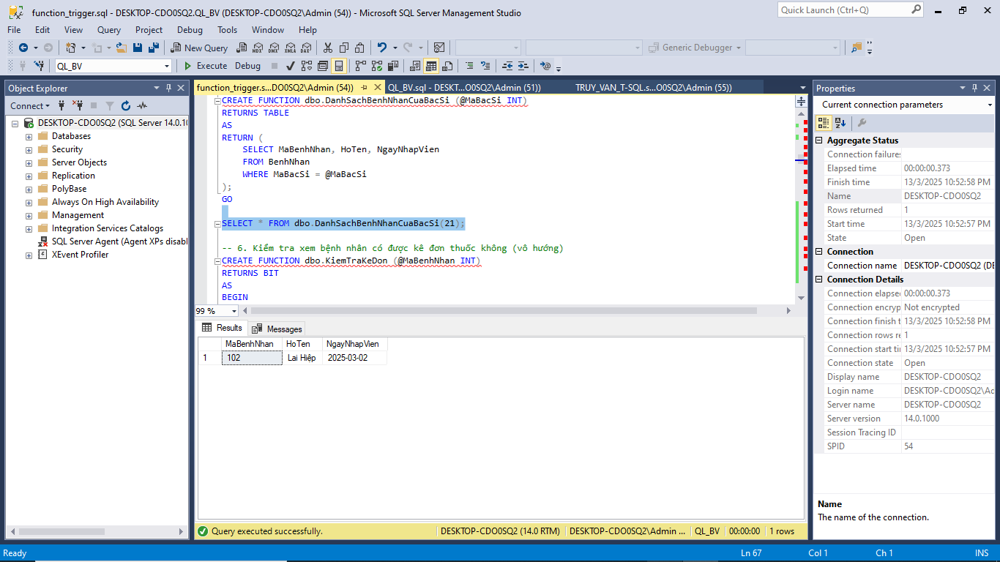 function_trigger.sql - DESKTOP-CDO0SQ2.QL_BV (DESKTOP-CDO0SQ2\Admin (54)) - Microsoft SQL Server Management Studio
Quick Launch (Ctrl+Q)
File Edit View Query Project Debug Tools Window Help
New Query MDX DMX XMLA DAX Generic Debugger
QL_BV Execute Debug
Object Explorer
Connect
DESKTOP-CDO0SQ2 (SQL Server 14.0.10
Databases
Security
Server Objects
Replication
PolyBase
Always On High Availability
Management
Integration Services Catalogs
SQL Server Agent (Agent XPs disabl
XEvent Profiler
function_trigger.s...DO0SQ2\Admin (54)) QL_BV.sql - DESKT...O0SQ2\Admin (51)) TRUY_VAN_T-SQL.s...O0SQ2\Admin (55))
CREATE FUNCTION dbo.DanhSachBenhNhanCuaBacSi (@MaBacSi INT)
RETURNS TABLE
AS
RETURN (
SELECT MaBenhNhan, HoTen, NgayNhapVien
FROM BenhNhan
WHERE MaBacSi = @MaBacSi
);
GO
SELECT * FROM dbo.DanhSachBenhNhanCuaBacSi(21);
-- 6. Kiểm tra xem bệnh nhân có được kê đơn thuốc không (vô hướng)
CREATE FUNCTION dbo.KiemTraKeDon (@MaBenhNhan INT)
RETURNS BIT
AS
BEGIN
99 %
Results Messages
MaBenhNhan HoTen NgayNhapVien
1 102 Lai Hiệp 2025-03-02
Query executed successfully. DESKTOP-CDO0SQ2 (14.0 RTM) DESKTOP-CDO0SQ2\Admin ... QL_BV 00:00:00 1 rows
Properties
Current connection parameters
Aggregate Status
Connection failures
Elapsed time 00:00:00.373
Finish time 13/3/2025 10:52:58 PM
Name DESKTOP-CDO0SQ2
Rows returned 1
Start time 13/3/2025 10:52:57 PM
State Open
Connection
Connection name DESKTOP-CDO0SQ2 (DE
Connection Details
Connection elapse 00:00:00.373
Connection encryp Not encrypted
Connection finish t 13/3/2025 10:52:58 PM
Connection rows re 1
Connection start ti 13/3/2025 10:52:57 PM
Connection state Open
Display name DESKTOP-CDO0SQ2
Login name DESKTOP-CDO0SQ2\Ad
Server name DESKTOP-CDO0SQ2
Server version 14.0.1000
Session Tracing ID
SPID 54
Name
The name of the connection.
Ready Ln 67 Col 1 Ch 1 INS